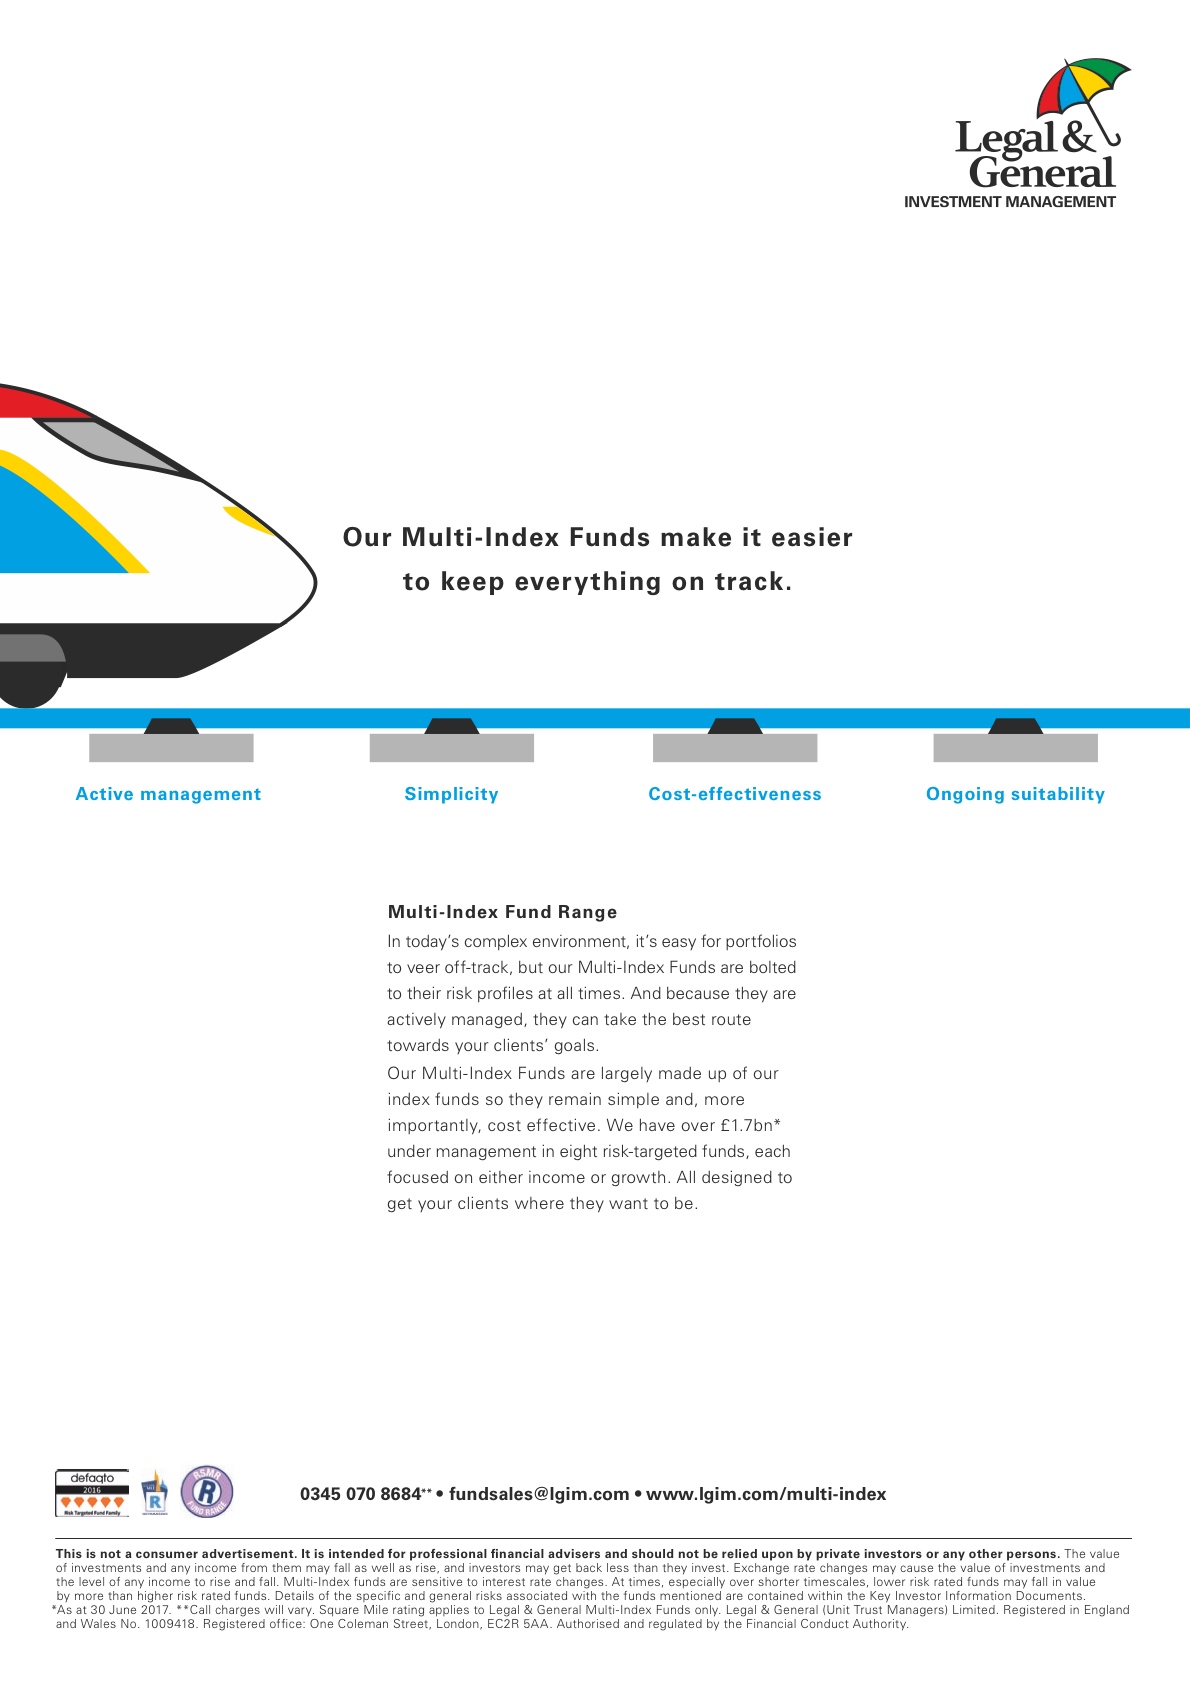 Legal &
General
INVESTMENT MANAGEMENT
Our Multi-Index Funds make it easier
to keep everything on track.
Active management
Simplicity
Cost-effectiveness
Ongoing suitability
Multi-Index Fund Range
In today’s complex environment, it’s easy for portfolios
to veer off-track, but our Multi-Index Funds are bolted
to their risk profiles at all times. And because they are
actively managed, they can take the best route
towards your clients’ goals.
Our Multi-Index Funds are largely made up of our
index funds so they remain simple and, more
importantly, cost effective. We have over £1.7bn*
under management in eight risk-targeted funds, each
focused on either income or growth. All designed to
get your clients where they want to be.
defaqto
2016
Risk Targeted Fund Family
R
RSMR
R
FUND RANGE
0345 070 8684** • fundsales@lgim.com • www.lgim.com/multi-index
This is not a consumer advertisement. It is intended for professional financial advisers and should not be relied upon by private investors or any other persons. The value
of investments and any income from them may fall as well as rise, and investors may get back less than they invest. Exchange rate changes may cause the value of investments and
the level of any income to rise and fall. Multi-Index funds are sensitive to interest rate changes. At times, especially over shorter timescales, lower risk rated funds may fall in value
by more than higher risk rated funds. Details of the specific and general risks associated with the funds mentioned are contained within the Key Investor Information Documents.
*As at 30 June 2017. **Call charges will vary. Square Mile rating applies to Legal & General Multi-Index Funds only. Legal & General (Unit Trust Managers) Limited. Registered in England
and Wales No. 1009418. Registered office: One Coleman Street, London, EC2R 5AA. Authorised and regulated by the Financial Conduct Authority.